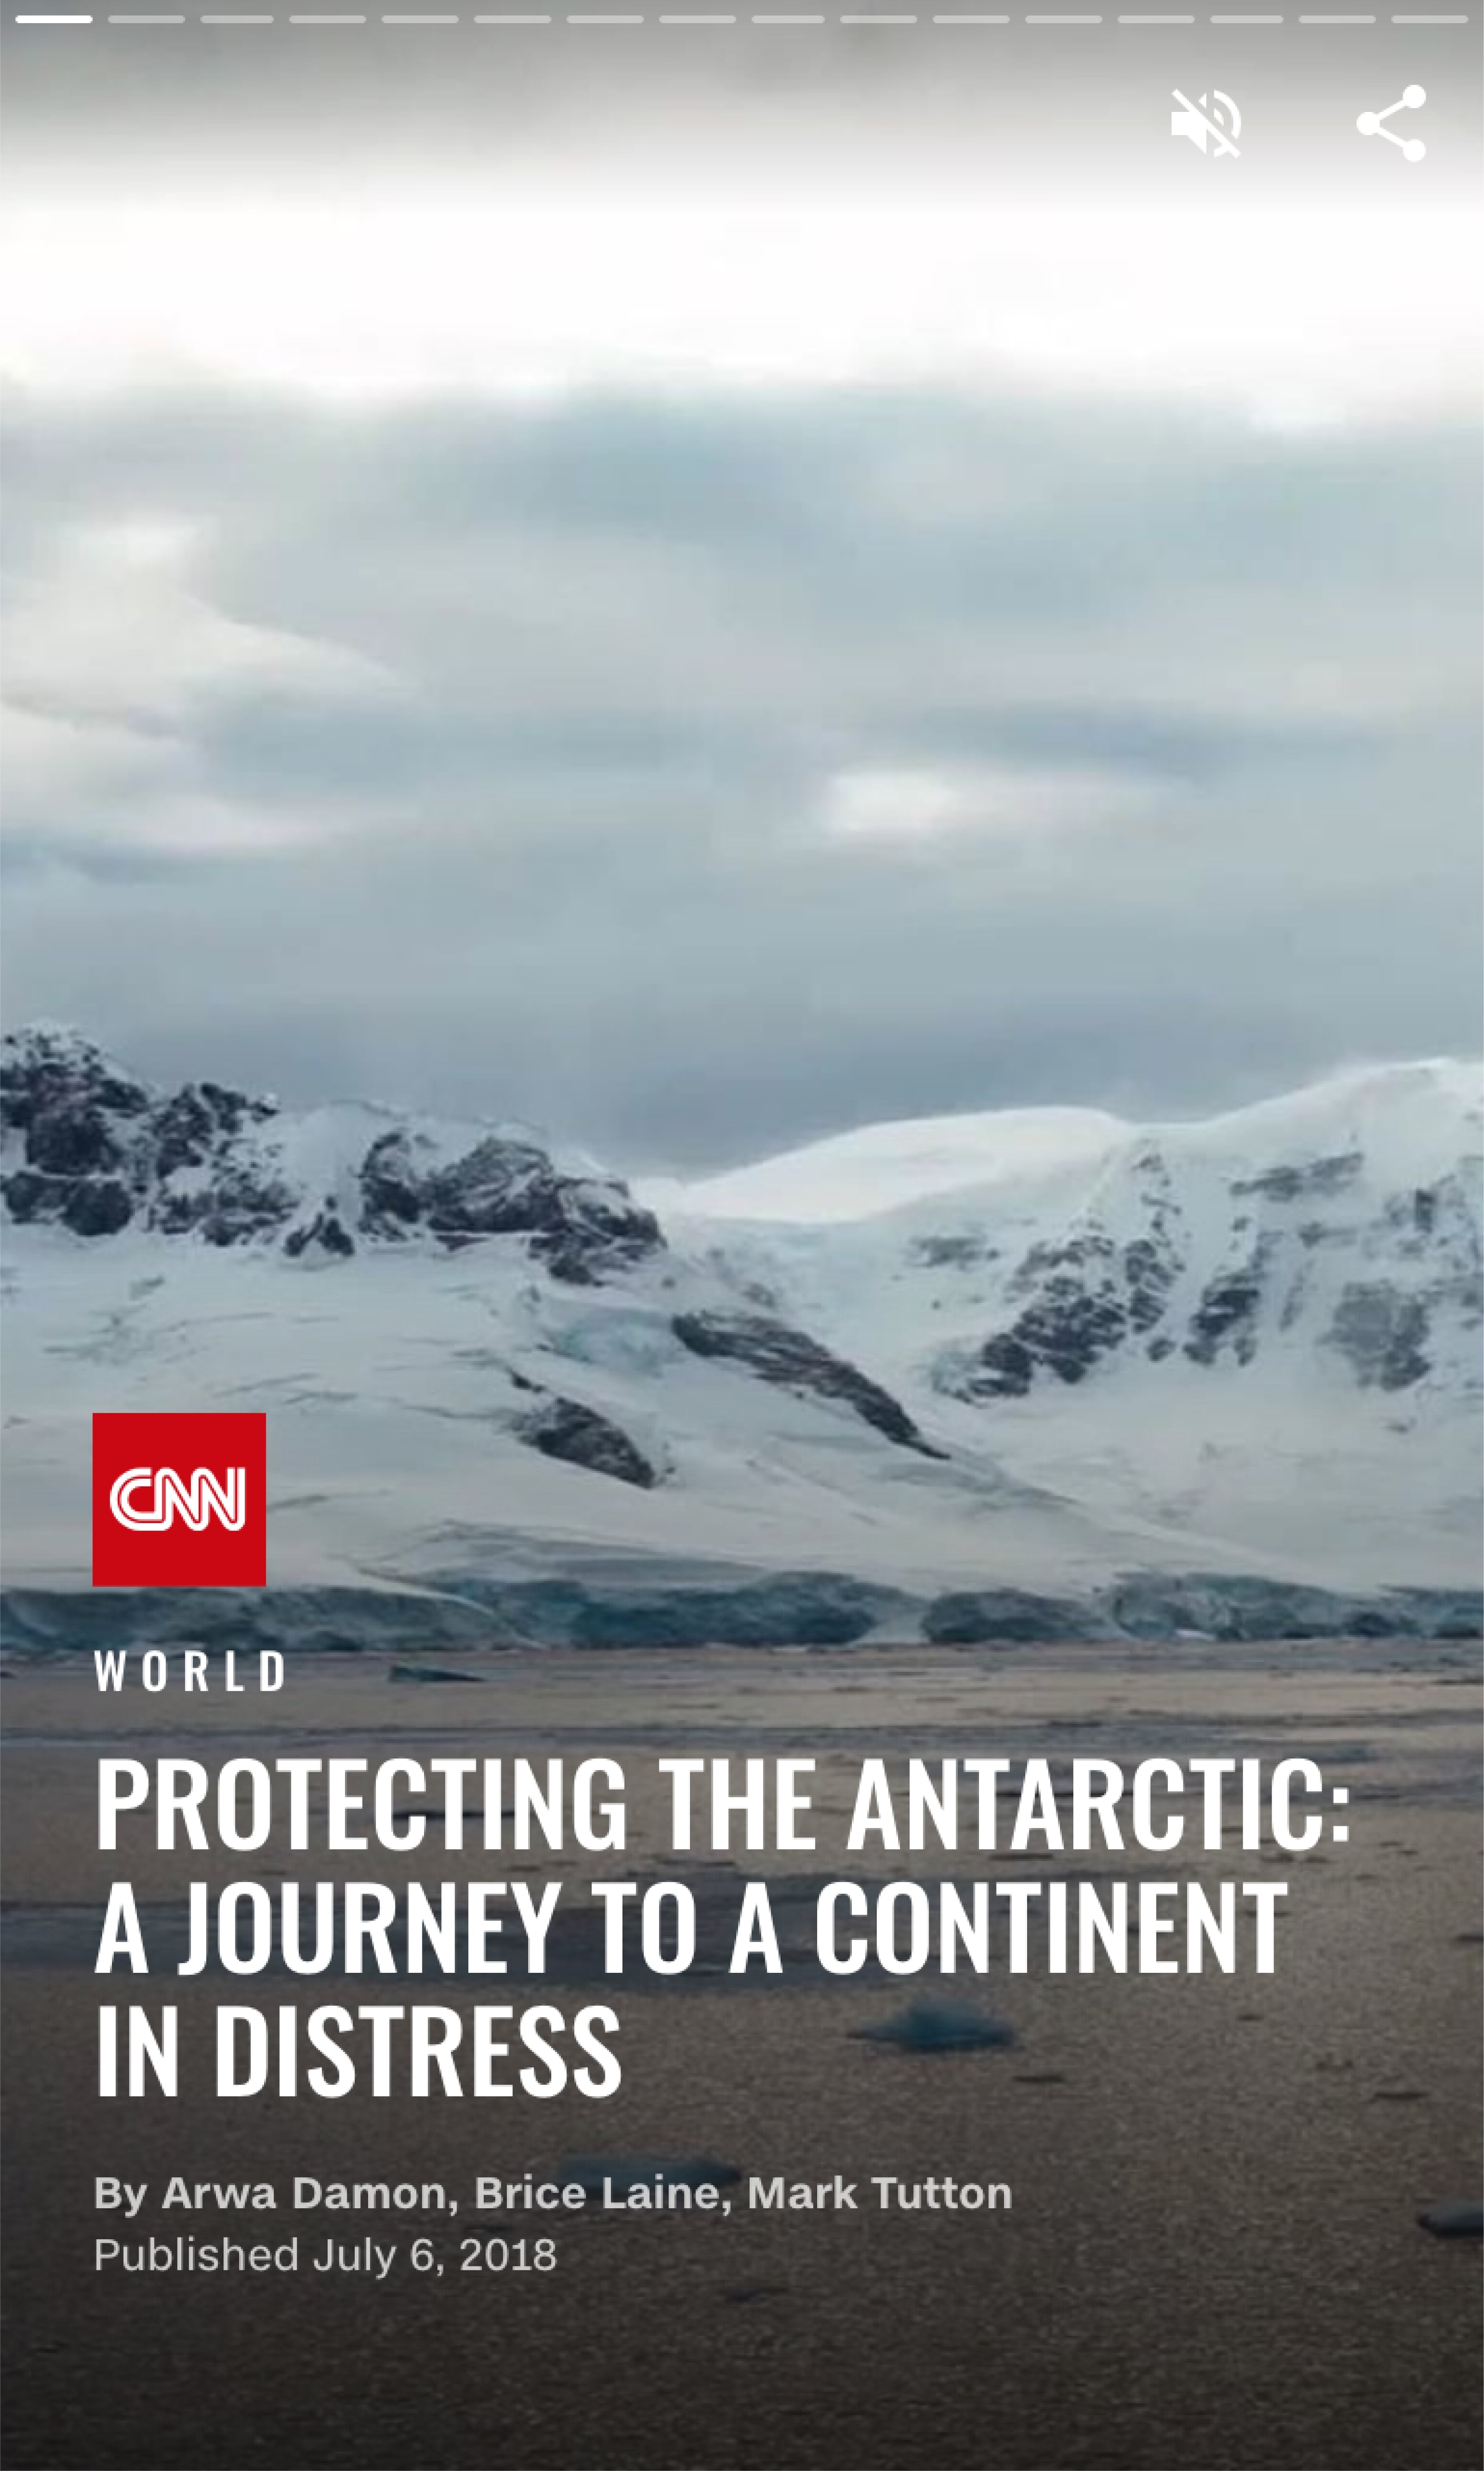 CNN
WORLD
PROTECTING THE ANTARCTIC:
A JOURNEY TO A CONTINENT
IN DISTRESS
By Arwa Damon, Brice Laine, Mark Tutton
Published July 6, 2018